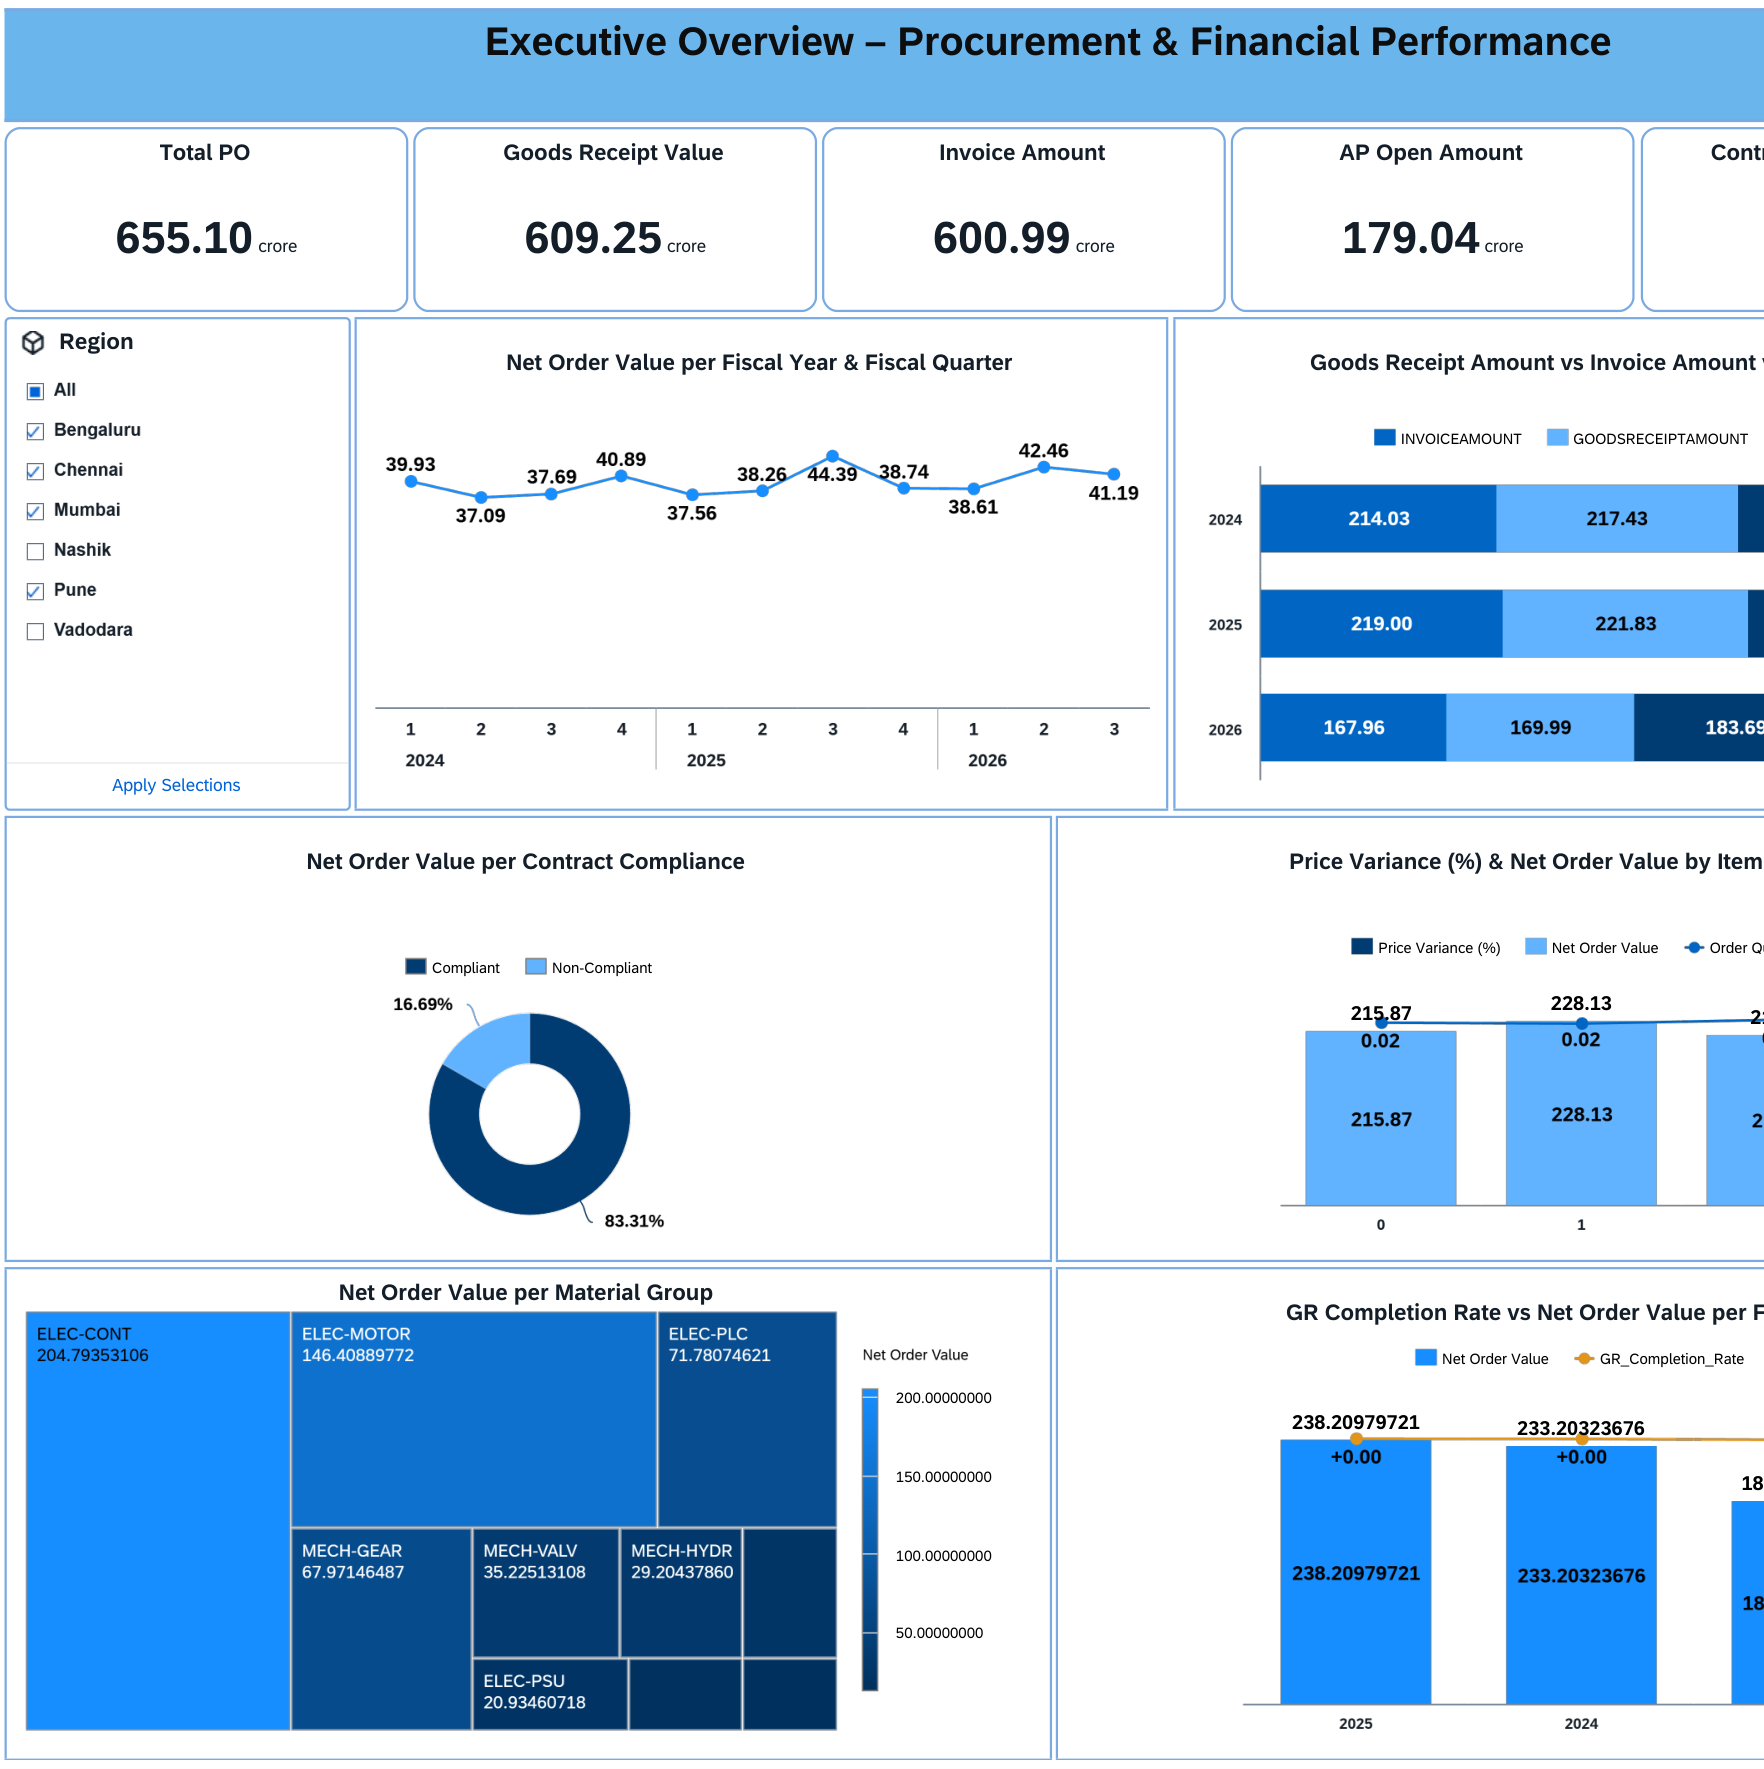 Executive Overview – Procurement & Financial Performance
Total PO
655.10 crore
Goods Receipt Value
609.25 crore
Invoice Amount
600.99 crore
AP Open Amount
179.04 crore
Region
All
Bengaluru
Chennai
Mumbai
Nashik
Pune
Vadodara
Apply Selections
Net Order Value per Fiscal Year & Fiscal Quarter
39.93
37.09
37.69
40.89
37.56
38.26
44.39
38.74
38.61
42.46
41.19
1 2 3 4 1 2 3 4 1 2 3
2024 2025 2026
Goods Receipt Amount vs Invoice Amount
INVOICEAMOUNT GOODSRECEIPTAMOUNT
2024 214.03 217.43
2025 219.00 221.83
2026 167.96 169.99 183.69
Net Order Value per Contract Compliance
Compliant Non-Compliant
16.69%
83.31%
Price Variance (%) & Net Order Value by Item
Price Variance (%) Net Order Value Order
215.87
0.02
215.87
228.13
0.02
228.13
0 1
Net Order Value per Material Group
ELEC-CONT
204.79353106
ELEC-MOTOR
146.40889772
ELEC-PLC
71.78074621
MECH-GEAR
67.97146487
MECH-VALV
35.22513108
MECH-HYDR
29.20437860
ELEC-PSU
20.93460718
Net Order Value
200.00000000
150.00000000
100.00000000
50.00000000
GR Completion Rate vs Net Order Value per
Net Order Value GR_Completion_Rate
238.20979721
+0.00
238.20979721
233.20323676
+0.00
233.20323676
2025 2024